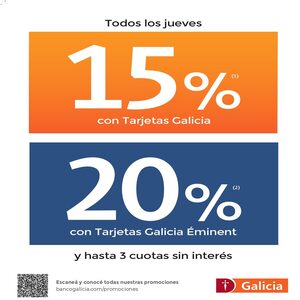 Todos los jueves
15% (1)
con Tarjetas Galicia
20% (2)
con Tarjetas Galicia Éminent
y hasta 3 cuotas sin interés
Escaneá y conocé todas nuestras promociones
bancogalicia.com/promociones
Galicia